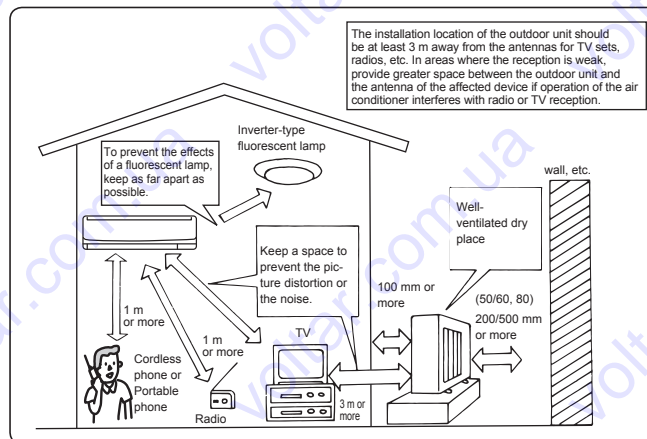 The installation location of the outdoor unit should
be at least 3 m away from the antennas for TV sets,
radios, etc. In areas where the reception is weak,
provide greater space between the outdoor unit and
the antenna of the affected device if operation of the air
conditioner interferes with radio or TV reception.
Inverter-type
fluorescent lamp
To prevent the effects
of a fluorescent lamp,
keep as far apart as
possible.
wall, etc.
Well-
ventilated dry
place
Keep a space to
prevent the pic-
ture distortion or
the noise.
100 mm or
more
(50/60, 80)
200/500 mm
or more
1 m
or more
1 m
or more
TV
Cordless
phone or
Portable
phone
Radio
3 m or
more
voltar.com.ua